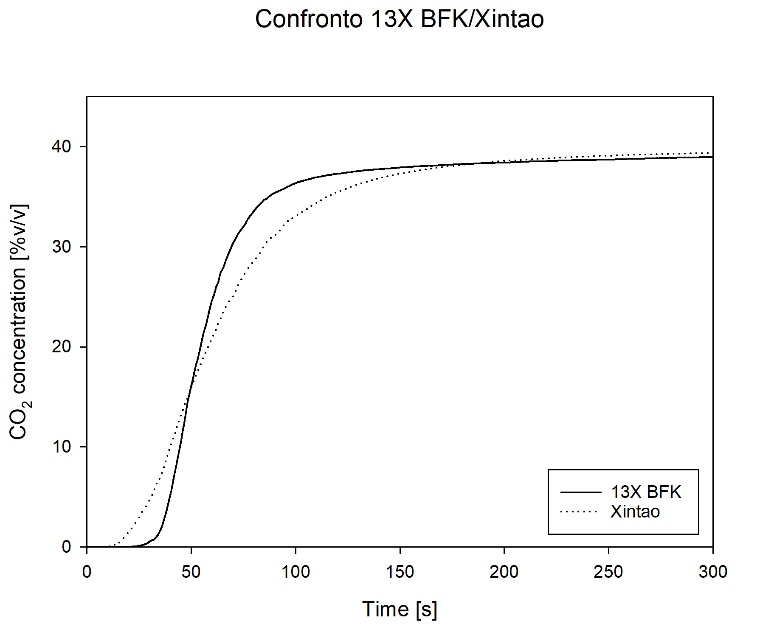 Confronto 13X BFK/Xintao
CO2 concentration [%v/v]
40
30
20
10
0
13X BFK
Xintao
0 50 100 150 200 250 300
Time [s]